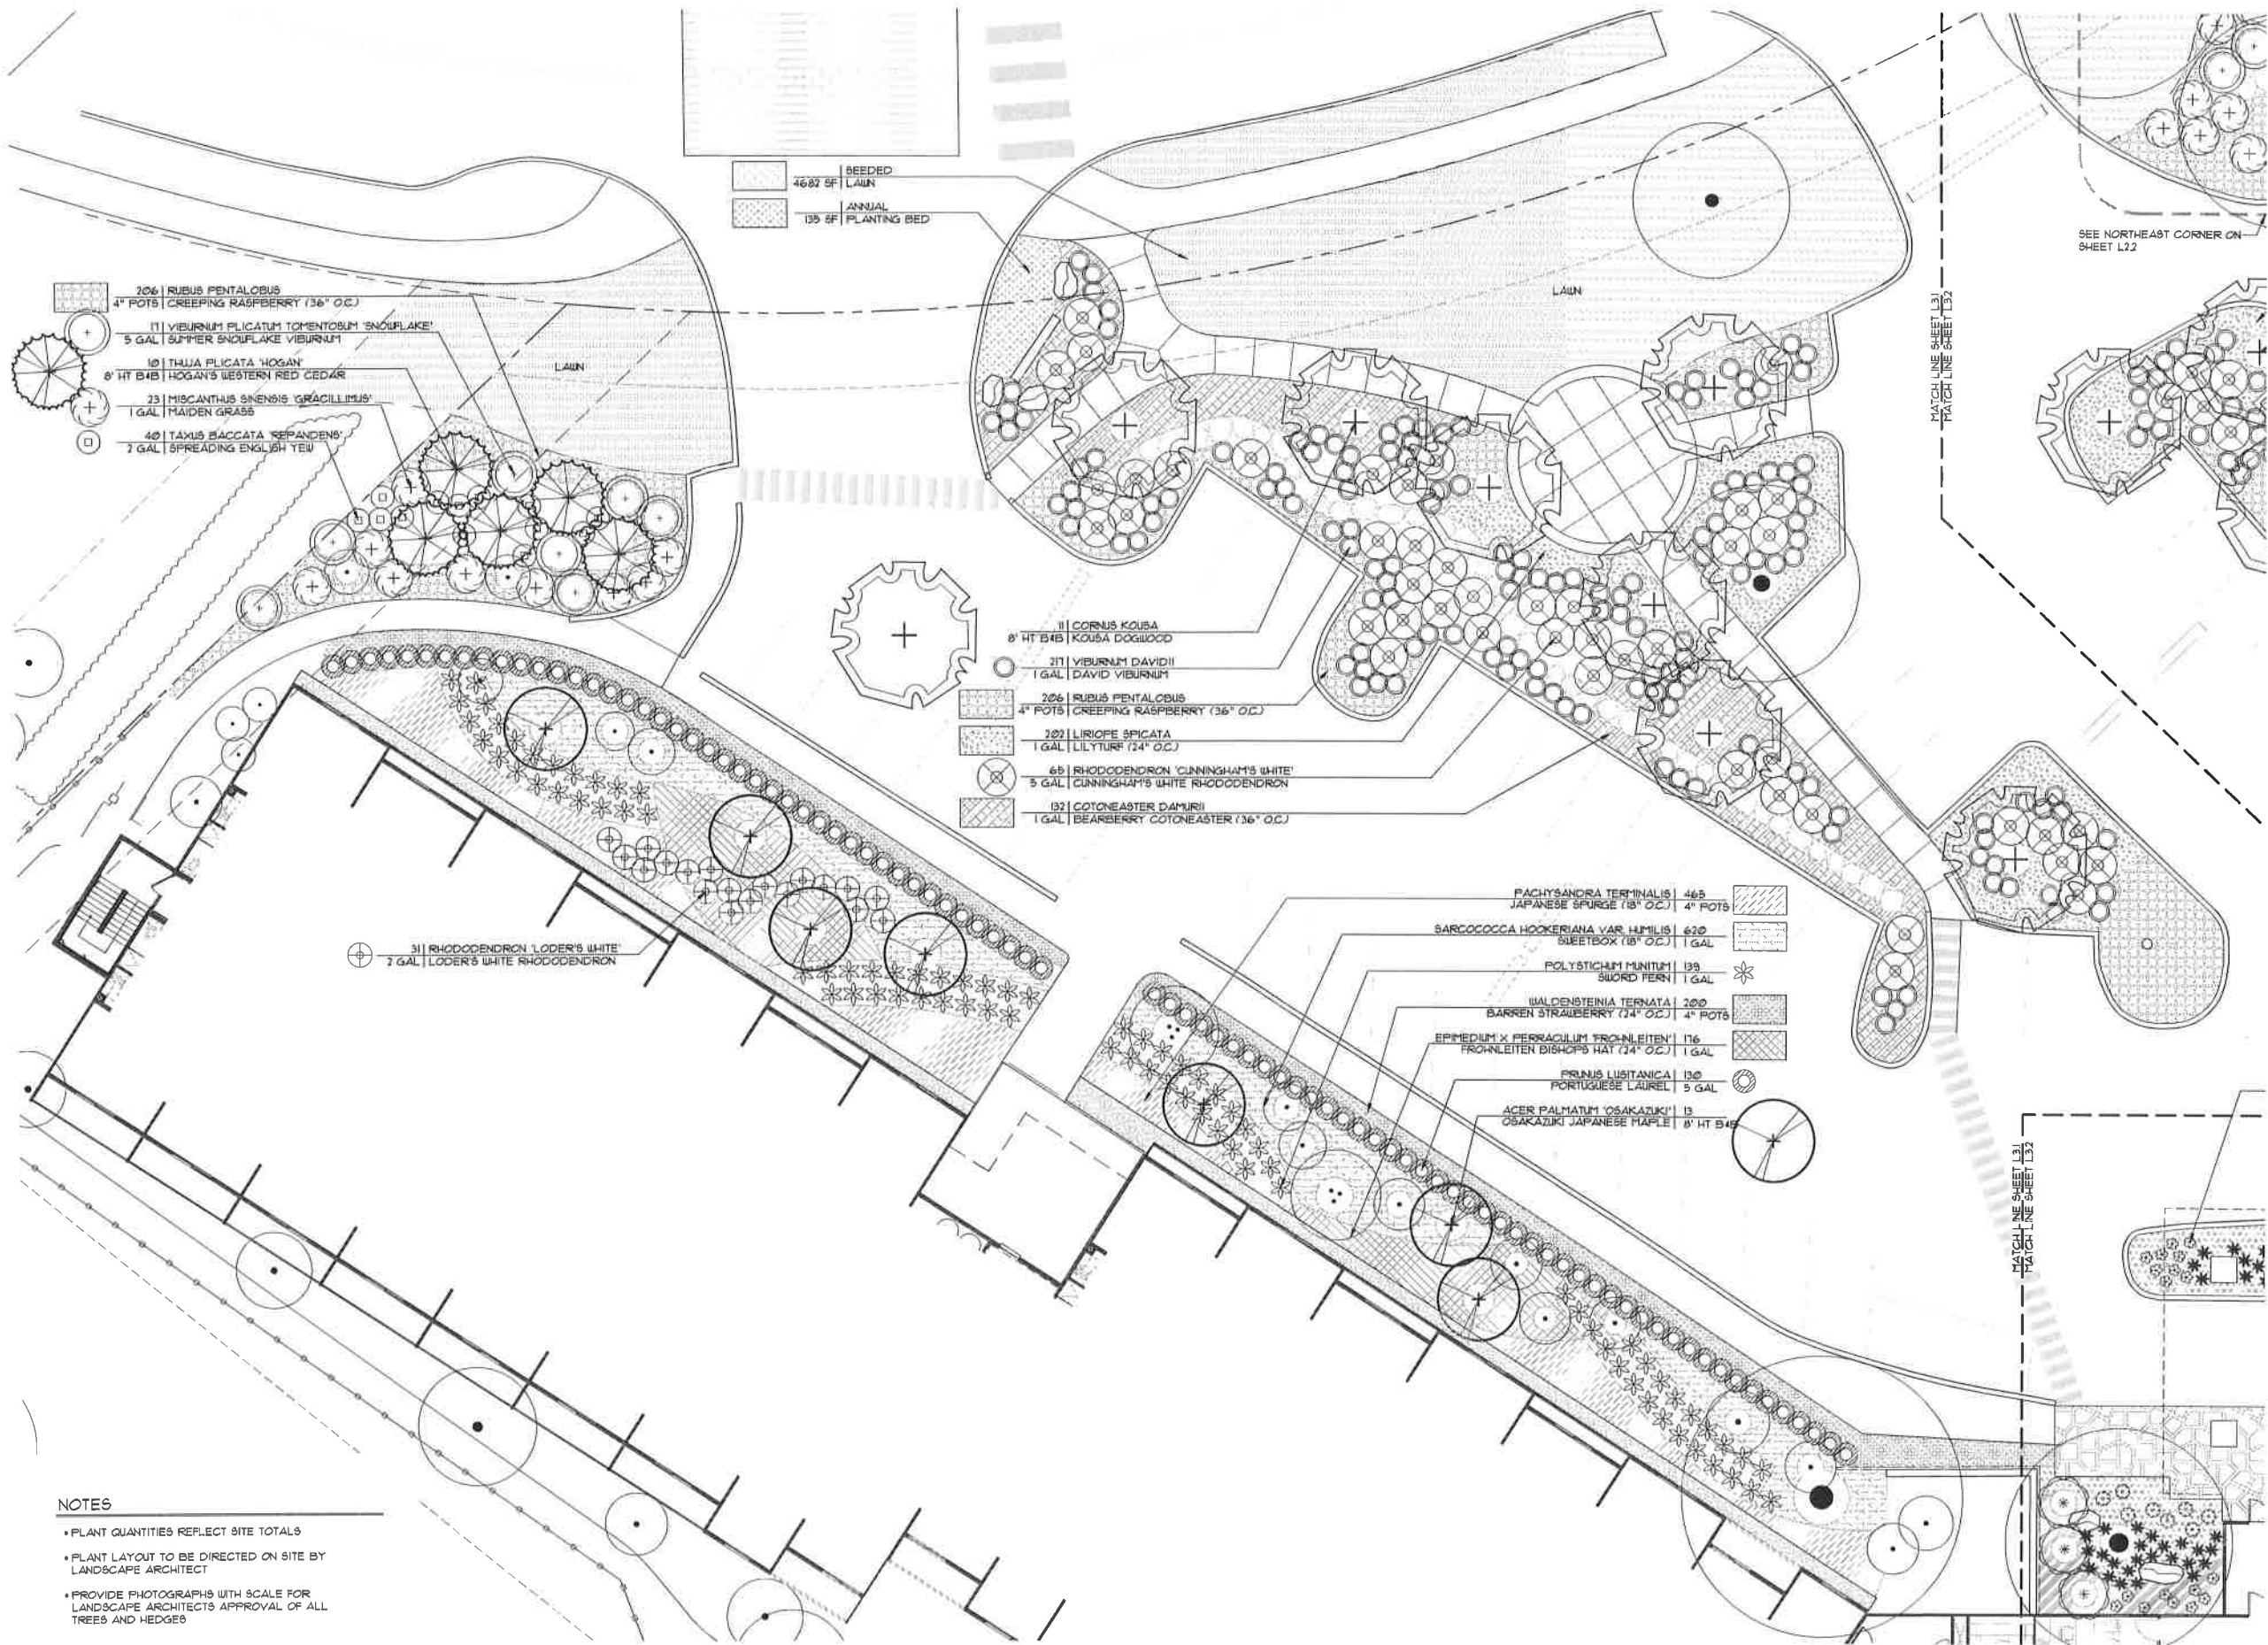 SEEDED
4682 SF | LAWN
ANNUAL
135 SF | PLANTING BED
SEE NORTHEAST CORNER ON
SHEET L2.2
MATCH LINE SHEET L3.1
MATCH LINE SHEET L3.2
LAWN
LAWN
206 | RUBUS PENTALOBUS
4" POTS | CREEPING RASPBERRY (36" O.C.)
17 | VIBURNUM PLICATUM TOMENTOSUM 'SNOWFLAKE'
5 GAL | SUMMER SNOWFLAKE VIBURNUM
10 | THUJA PLICATA 'HOGAN'
8' HT B&B | HOGAN'S WESTERN RED CEDAR
23 | MISCANTHUS SINENSIS 'GRACILLIMUS'
1 GAL | MAIDEN GRASS
40 | TAXUS BACCATA 'REPANDENS'
2 GAL | SPREADING ENGLISH YEW
11 | CORNUS KOUSA
8' HT B&B | KOUSA DOGWOOD
217 | VIBURNUM DAVIDII
1 GAL | DAVID VIBURNUM
206 | RUBUS PENTALOBUS
4" POTS | CREEPING RASPBERRY (36" O.C.)
202 | LIRIOPE SPICATA
1 GAL | LILYTURF (24" O.C.)
65 | RHODODENDRON 'CUNNINGHAM'S WHITE'
5 GAL | CUNNINGHAM'S WHITE RHODODENDRON
132 | COTONEASTER DAMURII
1 GAL | BEARBERRY COTONEASTER (36" O.C.)
31 | RHODODENDRON 'LODER'S WHITE'
2 GAL | LODER'S WHITE RHODODENDRON
PACHYSANDRA TERMINALIS | 465
JAPANESE SPURGE (18" O.C.) | 4" POTS
SARCOCOCCA HOOKERIANA VAR. HUMILIS | 620
SWEETBOX (18" O.C.) | 1 GAL
POLYSTICHUM MUNITUM | 139
SWORD FERN | 1 GAL
WALDENSTEINIA TERNATA | 200
BARREN STRAWBERRY (24" O.C.) | 4" POTS
EPIMEDIUM X PERRACULUM 'FROHNLEITEN' | 176
FROHNLEITEN BISHOPS HAT (24" O.C.) | 1 GAL
PRUNUS LUSITANICA | 130
PORTUGUESE LAUREL | 5 GAL
ACER PALMATUM 'OSAKAZUKI' | 13
OSAKAZUKI JAPANESE MAPLE | 8' HT B&B
MATCH LINE SHEET L3.1
MATCH LINE SHEET L3.2
NOTES
• PLANT QUANTITIES REFLECT SITE TOTALS
• PLANT LAYOUT TO BE DIRECTED ON SITE BY
LANDSCAPE ARCHITECT
• PROVIDE PHOTOGRAPHS WITH SCALE FOR
LANDSCAPE ARCHITECTS APPROVAL OF ALL
TREES AND HEDGES